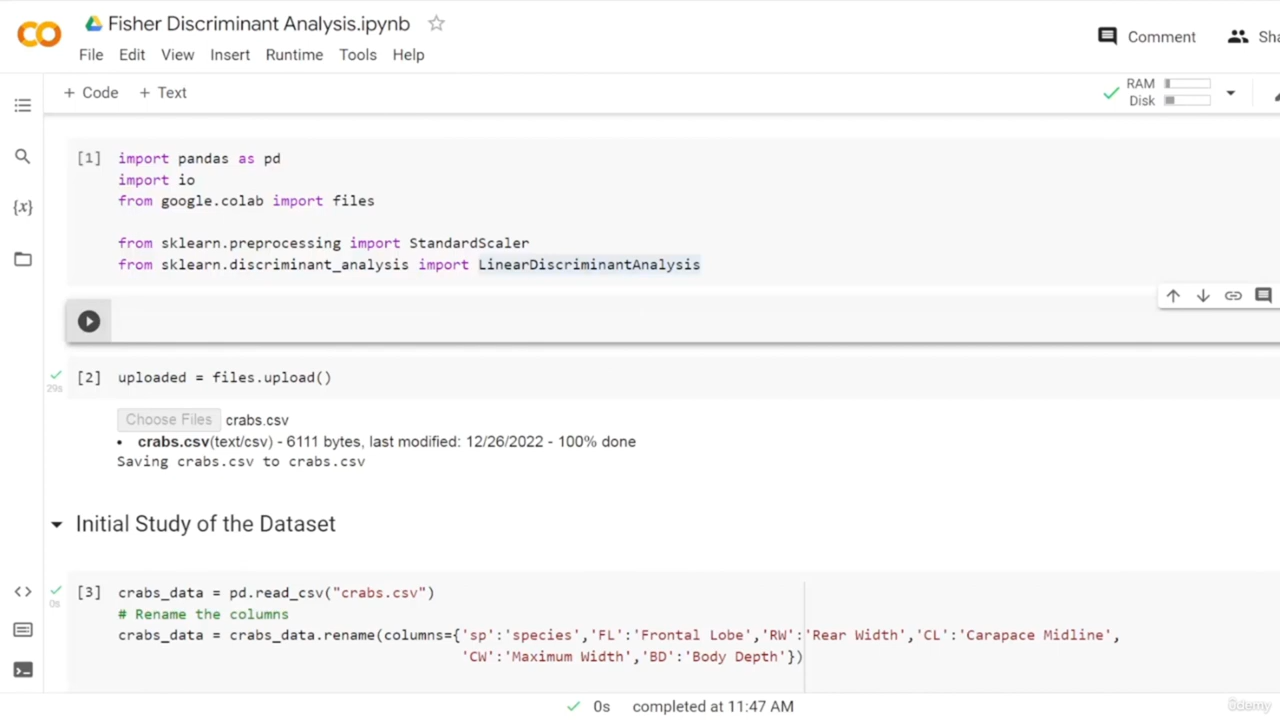 Fisher Discriminant Analysis.ipynb
Comment
Sha
File Edit View Insert Runtime Tools Help
+ Code + Text
RAM
Disk
[1] import pandas as pd
import io
from google.colab import files
from sklearn.preprocessing import StandardScaler
from sklearn.discriminant_analysis import LinearDiscriminantAnalysis
{x}
29s
[2] uploaded = files.upload()
Choose Files crabs.csv
• crabs.csv(text/csv) - 6111 bytes, last modified: 12/26/2022 - 100% done
Saving crabs.csv to crabs.csv
Initial Study of the Dataset
0s
[3] crabs_data = pd.read_csv("crabs.csv")
# Rename the columns
crabs_data = crabs_data.rename(columns={'sp':'species','FL':'Frontal Lobe','RW':'Rear Width','CL':'Carapace Midline',
'CW':'Maximum Width','BD':'Body Depth'})
0s completed at 11:47 AM
ûdemy